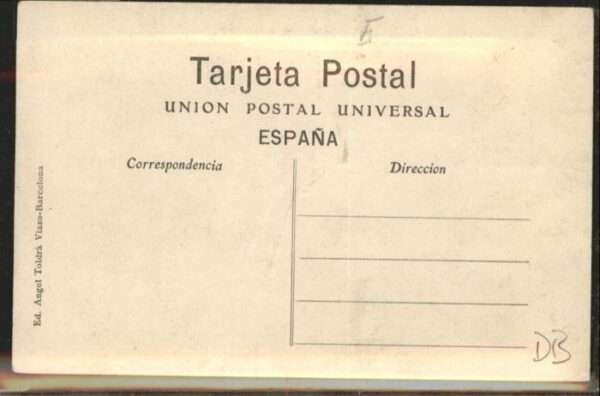 E
Tarjeta Postal
UNION POSTAL UNIVERSAL
ESPAÑA
Correspondencia
Direccion
Ed. Angel Toldrá Viazo-Barcelona
DB